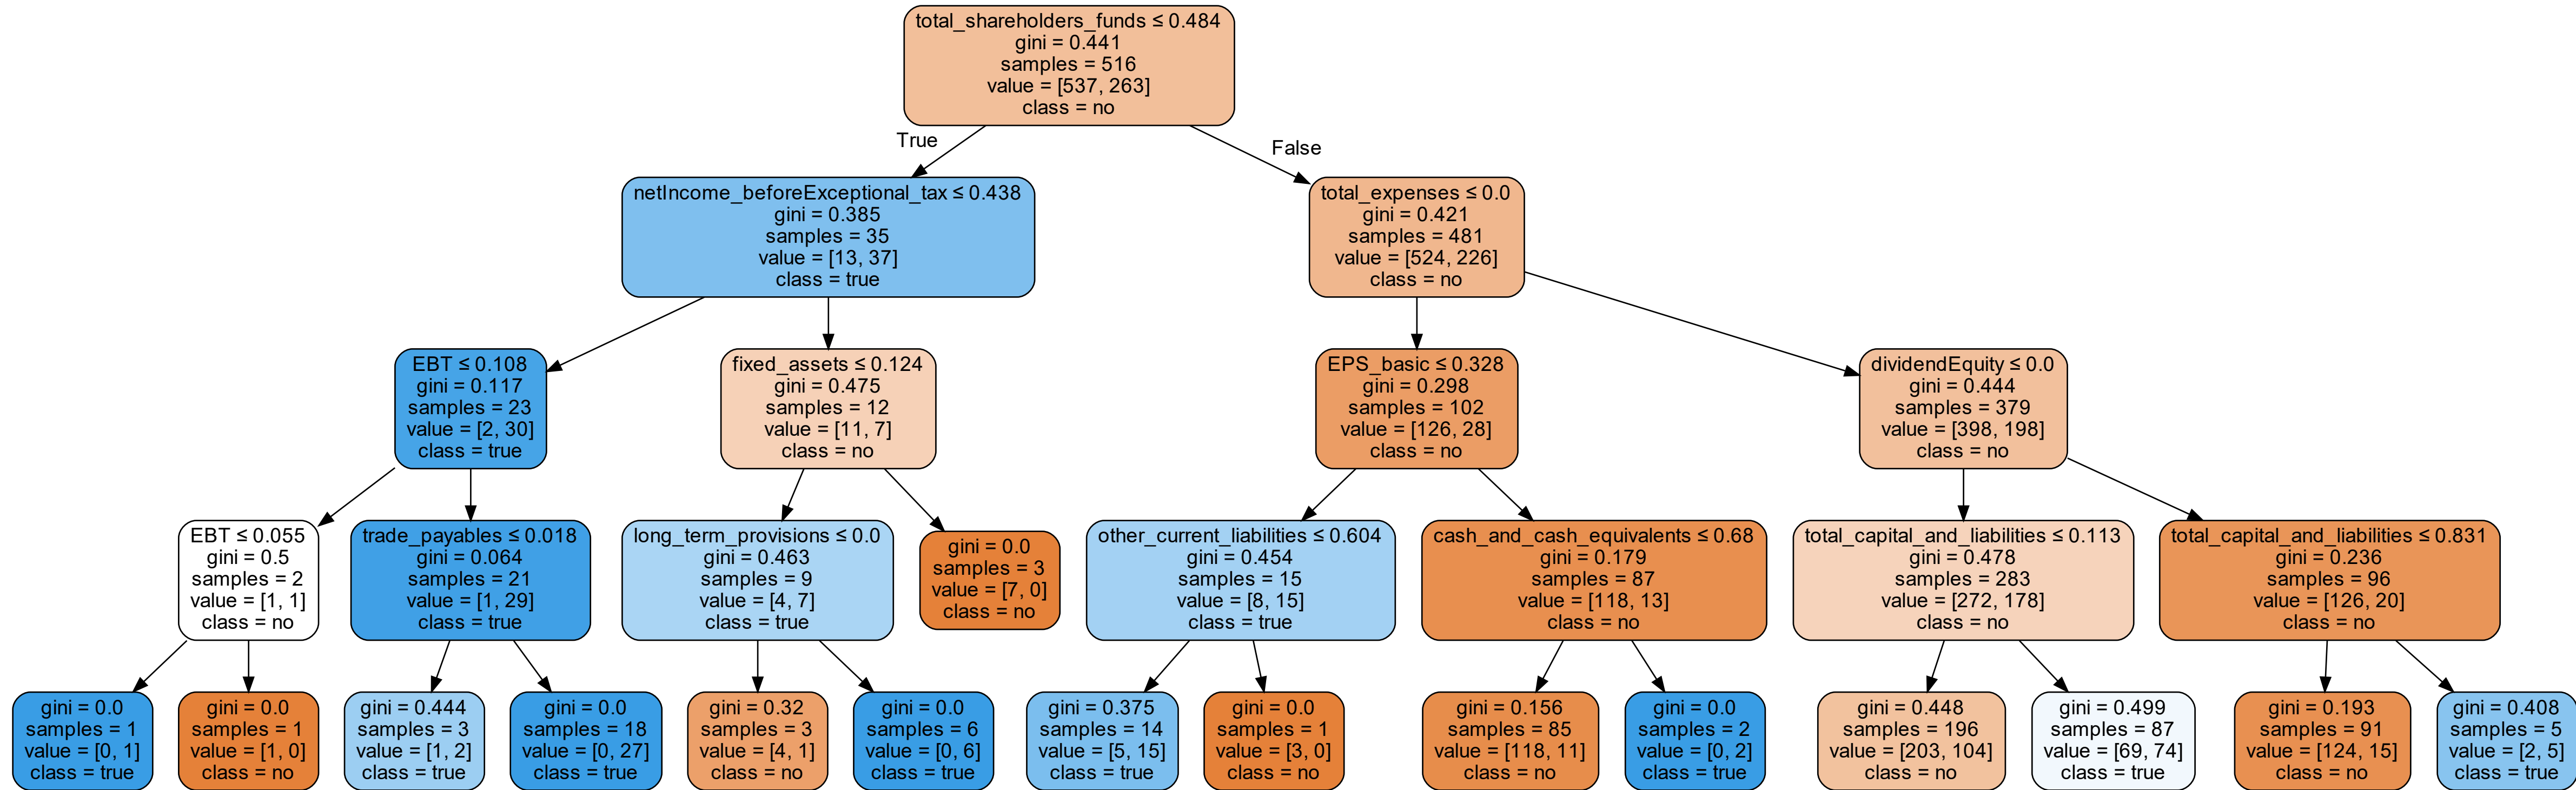 total_shareholders_funds ≤ 0.484
gini = 0.441
samples = 516
value = [537, 263]
class = no
True
False
netIncome_beforeExceptional_tax ≤ 0.438
gini = 0.385
samples = 35
value = [13, 37]
class = true
total_expenses ≤ 0.0
gini = 0.421
samples = 481
value = [524, 226]
class = no
EBT ≤ 0.108
gini = 0.117
samples = 23
value = [2, 30]
class = true
fixed_assets ≤ 0.124
gini = 0.475
samples = 12
value = [11, 7]
class = no
EPS_basic ≤ 0.328
gini = 0.298
samples = 102
value = [126, 28]
class = no
dividendEquity ≤ 0.0
gini = 0.444
samples = 379
value = [398, 198]
class = no
EBT ≤ 0.055
gini = 0.5
samples = 2
value = [1, 1]
class = no
trade_payables ≤ 0.018
gini = 0.064
samples = 21
value = [1, 29]
class = true
long_term_provisions ≤ 0.0
gini = 0.463
samples = 9
value = [4, 7]
class = true
gini = 0.0
samples = 3
value = [7, 0]
class = no
other_current_liabilities ≤ 0.604
gini = 0.454
samples = 15
value = [8, 15]
class = true
cash_and_cash_equivalents ≤ 0.68
gini = 0.179
samples = 87
value = [118, 13]
class = no
total_capital_and_liabilities ≤ 0.113
gini = 0.478
samples = 283
value = [272, 178]
class = no
total_capital_and_liabilities ≤ 0.831
gini = 0.236
samples = 96
value = [126, 20]
class = no
gini = 0.0
samples = 1
value = [0, 1]
class = true
gini = 0.0
samples = 1
value = [1, 0]
class = no
gini = 0.444
samples = 3
value = [1, 2]
class = true
gini = 0.0
samples = 18
value = [0, 27]
class = true
gini = 0.32
samples = 3
value = [4, 1]
class = no
gini = 0.0
samples = 6
value = [0, 6]
class = true
gini = 0.375
samples = 14
value = [5, 15]
class = true
gini = 0.0
samples = 1
value = [3, 0]
class = no
gini = 0.156
samples = 85
value = [118, 11]
class = no
gini = 0.0
samples = 2
value = [0, 2]
class = true
gini = 0.448
samples = 196
value = [203, 104]
class = no
gini = 0.499
samples = 87
value = [69, 74]
class = true
gini = 0.193
samples = 91
value = [124, 15]
class = no
gini = 0.408
samples = 5
value = [2, 5]
class = true